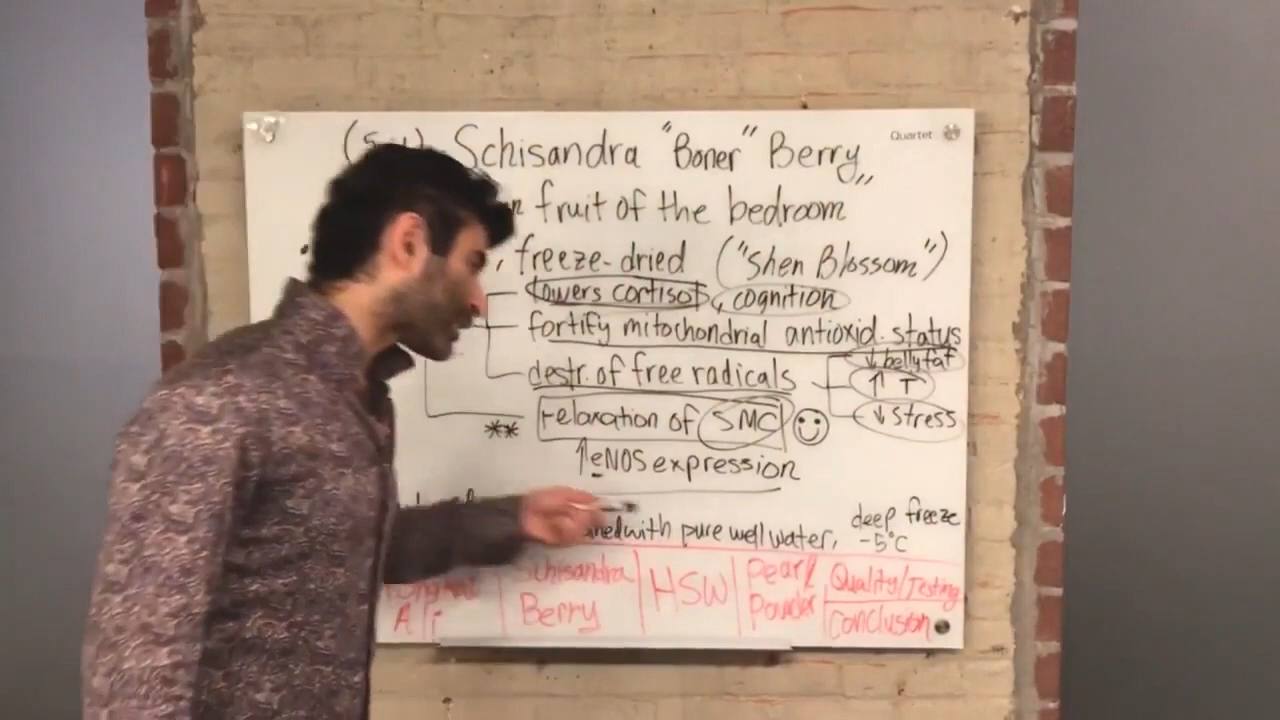 Quartet
Schisandra "Boner" Berry,,
fruit of the bedroom
, freeze-dried ("Shen Blossom")
lowers cortisol, cognition
fortify mitochondrial antioxid. status
↓ belly fat
destr. of free radicals
↑ T
** relaxation of SMC
↓ Stress
↑eNOS expression
with pure well water, deep freeze
-5°C
Schisandra Berry
HSW
Pearl Powder
Quality/Testing
Conclusion